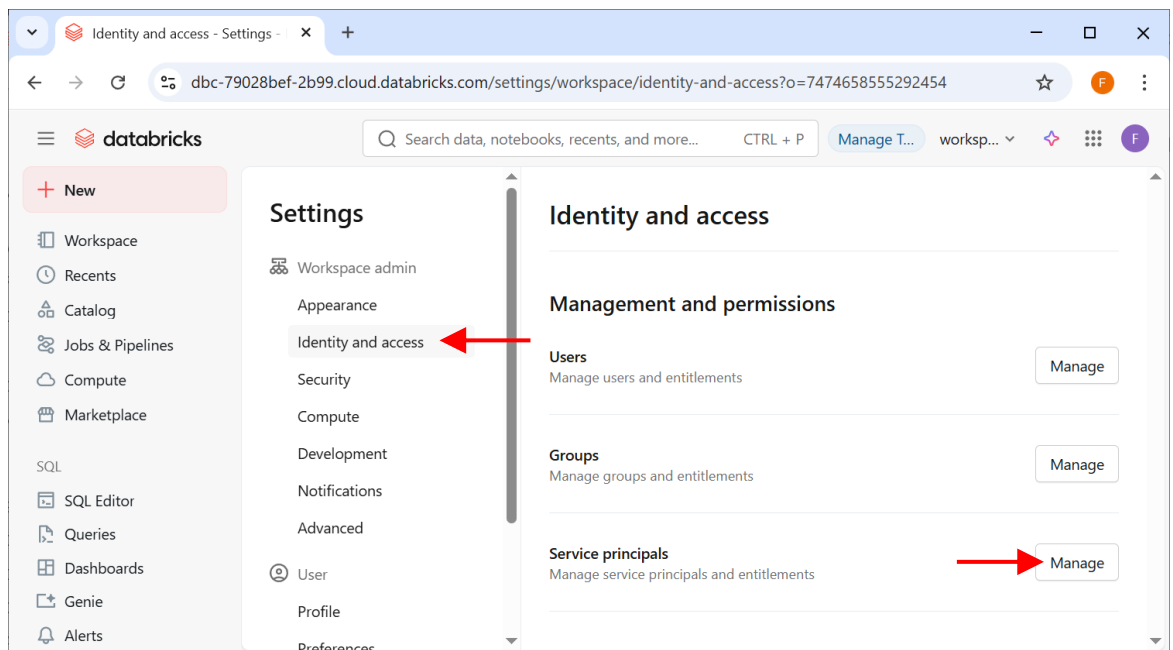 Identity and access - Settings -
dbc-79028bef-2b99.cloud.databricks.com/settings/workspace/identity-and-access?o=7474658555292454
F
databricks
Search data, notebooks, recents, and more...
CTRL + P
Manage T...
worksp...
F
New
Workspace
Recents
Catalog
Jobs & Pipelines
Compute
Marketplace
SQL
SQL Editor
Queries
Dashboards
Genie
Alerts
Settings
Workspace admin
Appearance
Identity and access
Security
Compute
Development
Notifications
Advanced
User
Profile
Preferences
Identity and access
Management and permissions
Users
Manage users and entitlements
Manage
Groups
Manage groups and entitlements
Manage
Service principals
Manage service principals and entitlements
Manage